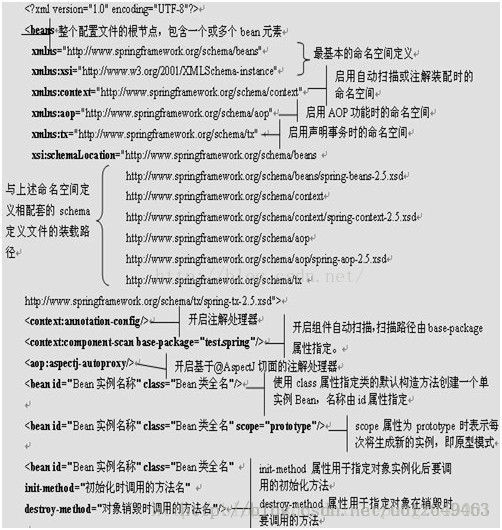 <?xml version="1.0" encoding="UTF-8"?>
<beans 整个配置文件的根节点，包含一个或多个 bean 元素
xmlns="http://www.springframework.org/schema/beans"
xmlns:xsi="http://www.w3.org/2001/XMLSchema-instance"
最基本的命名空间定义
xmlns:context="http://www.springframework.org/schema/context"
启用自动扫描或注解装配时的
命名空间
xmlns:aop="http://www.springframework.org/schema/aop"
启用 AOP 功能时的命名空间
xmlns:tx="http://www.springframework.org/schema/tx"
启用声明事务时的命名空间
xsi:schemaLocation="http://www.springframework.org/schema/beans
与上述命名空间定
义相配套的 schema
定义文件的装载路
径
http://www.springframework.org/schema/beans/spring-beans-2.5.xsd
http://www.springframework.org/schema/context
http://www.springframework.org/schema/context/spring-context-2.5.xsd
http://www.springframework.org/schema/aop
http://www.springframework.org/schema/aop/spring-aop-2.5.xsd
http://www.springframework.org/schema/tx
http://www.springframework.org/schema/tx/spring-tx-2.5.xsd">
<context:annotation-config/>
开启注解处理器
<context:component-scan base-package="test.spring"/>
开启组件自动扫描,扫描路径由 base-package
属性指定。
<aop:aspectj-autoproxy/>
开启基于@AspectJ 切面的注解处理器
<bean id="Bean 实例名称" class="Bean 类全名"/>
使用 class 属性指定类的默认构造方法创建一个单
实例 Bean，名称由 id 属性指定
<bean id="Bean 实例名称" class="Bean 类全名" scope="prototype"/>
scope 属性为 prototype 时表示每
次将生成新的实例，即原型模式
<bean id="Bean 实例名称" class="Bean 类全名"
init-method="初始化时调用的方法名"
destroy-method="对象销毁时调用的方法名"/>
init-method 属性用于指定对象实例化后要调
用的初始化方法
destroy-method 属性用于指定对象在销毁时
要调用的方法